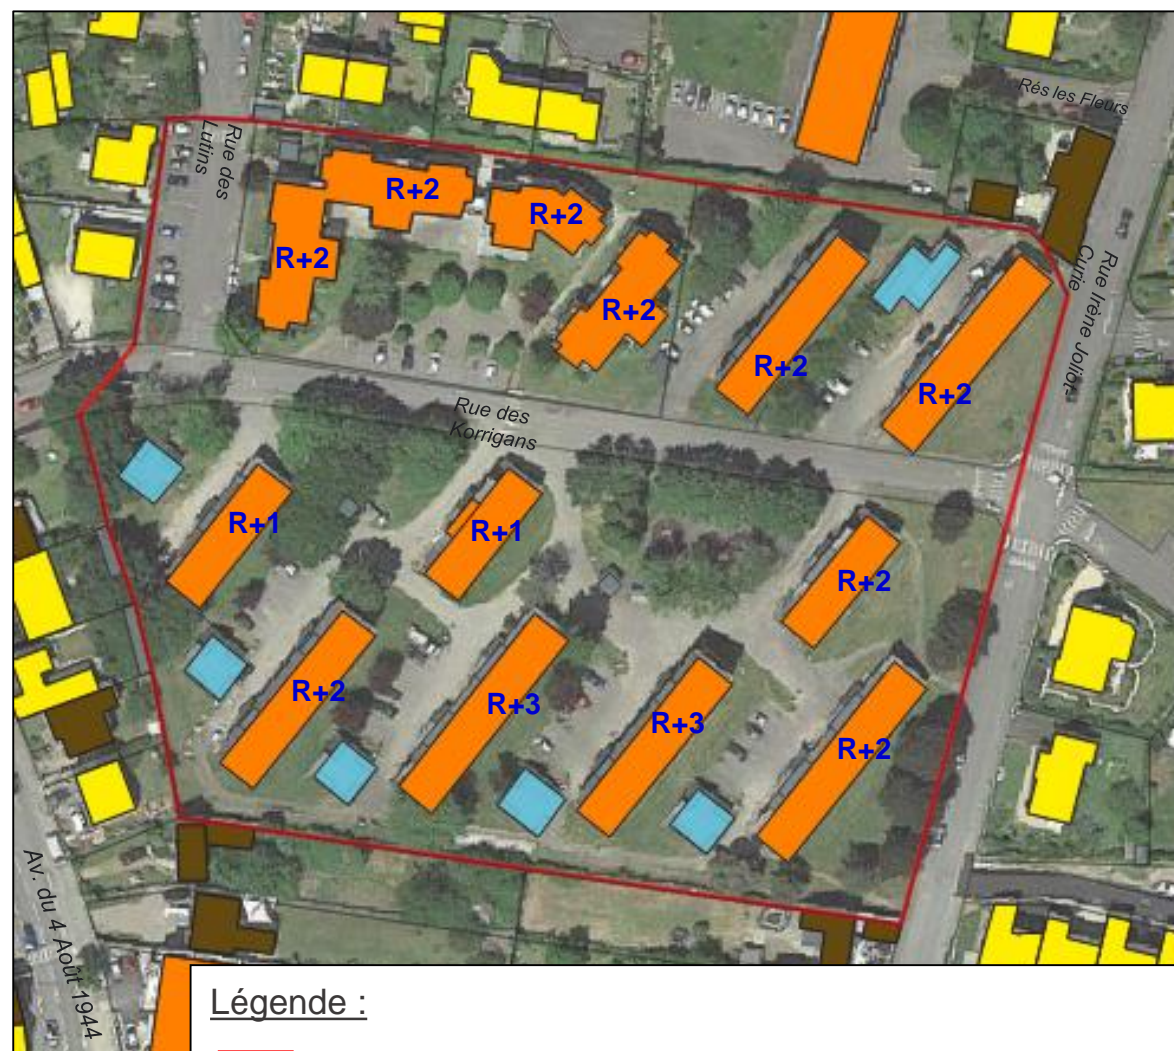 Rés les Fleurs
Rue des
Lutins
R+2
R+2
R+2
R+2
R+2
R+2
Rue Irène Joliot-
Curie
Rue des
Korrigans
R+1
R+1
R+2
R+2
R+3
R+3
R+2
Av. du 4 Août 1944
Légende :